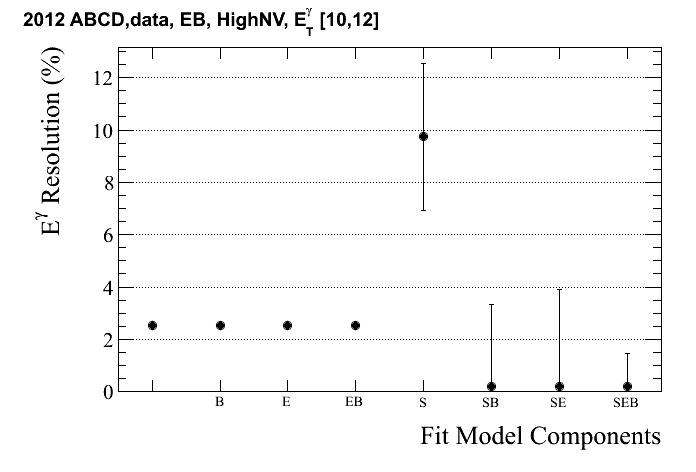 2012 ABCD,data, EB, HighNV, E_T^γ [10,12]
E^γ Resolution (%)
12
10
8
6
4
2
0
B E EB S SB SE SEB
Fit Model Components